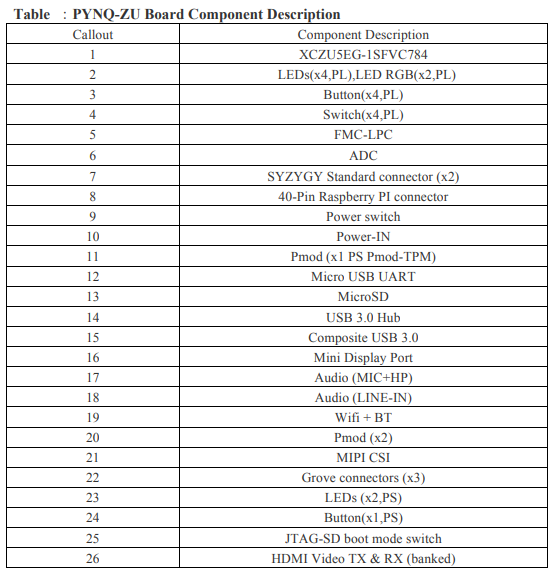 Table : PYNQ-ZU Board Component Description
Callout Component Description
1 XCZU5EG-1SFVC784
2 LEDs(x4,PL),LED RGB(x2,PL)
3 Button(x4,PL)
4 Switch(x4,PL)
5 FMC-LPC
6 ADC
7 SYZYGY Standard connector (x2)
8 40-Pin Raspberry PI connector
9 Power switch
10 Power-IN
11 Pmod (x1 PS Pmod-TPM)
12 Micro USB UART
13 MicroSD
14 USB 3.0 Hub
15 Composite USB 3.0
16 Mini Display Port
17 Audio (MIC+HP)
18 Audio (LINE-IN)
19 Wifi + BT
20 Pmod (x2)
21 MIPI CSI
22 Grove connectors (x3)
23 LEDs (x2,PS)
24 Button(x1,PS)
25 JTAG-SD boot mode switch
26 HDMI Video TX & RX (banked)